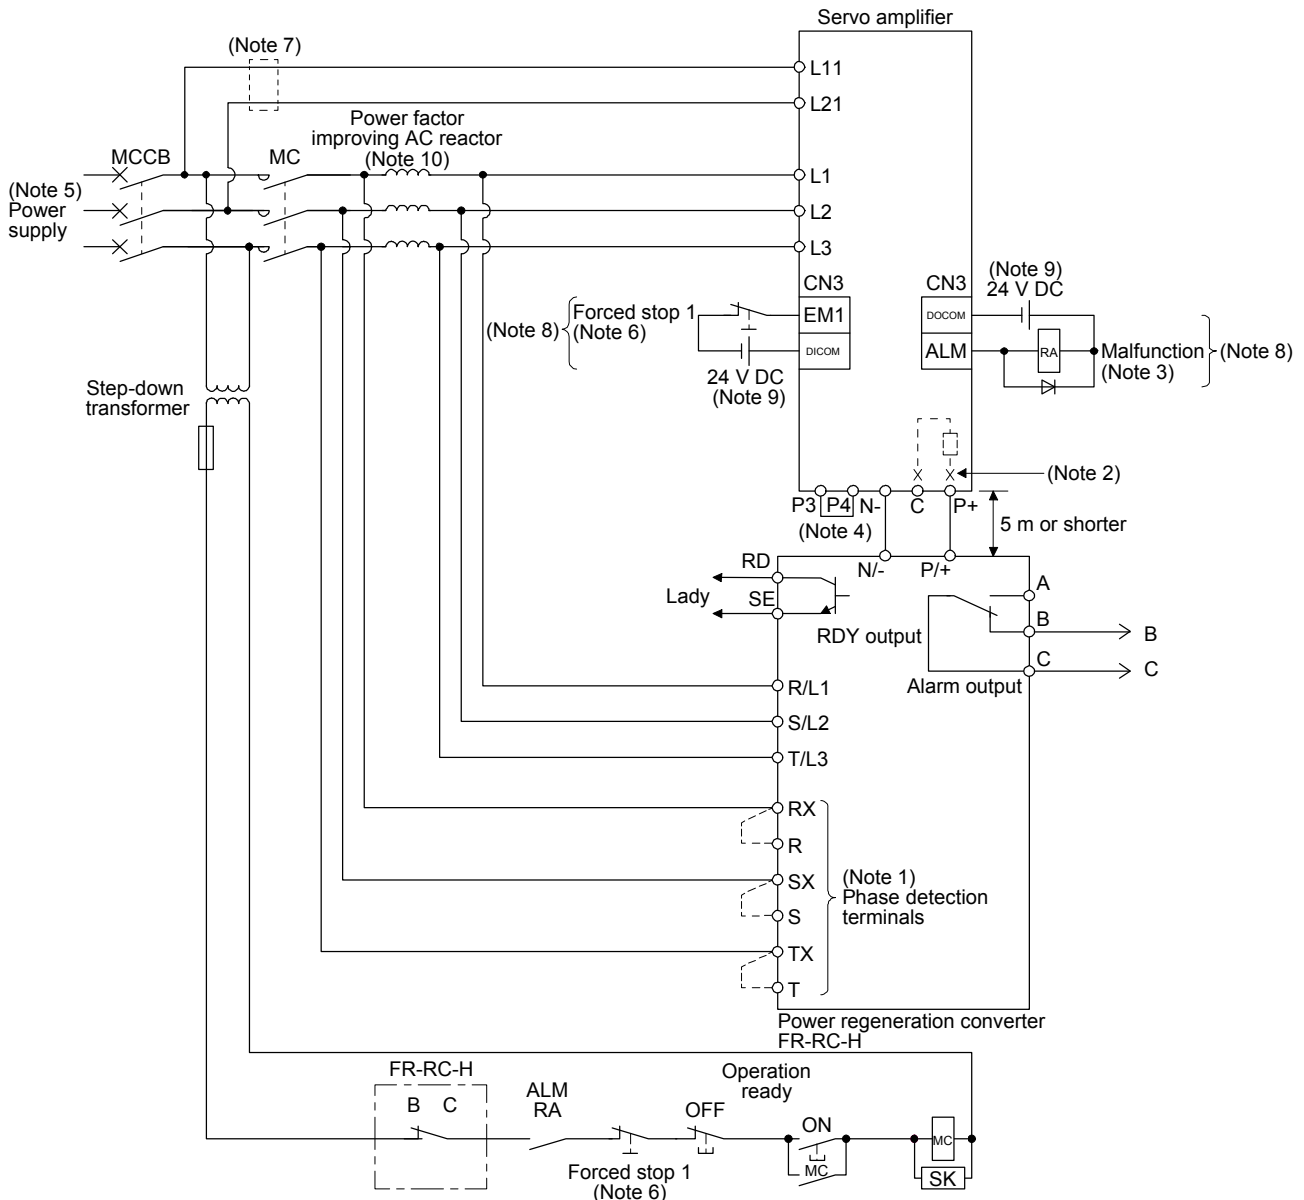 Servo amplifier
(Note 7)
L11
L21
Power factor
improving AC reactor
(Note 10)
MCCB
MC
(Note 5)
Power
supply
L1
L2
L3
CN3
CN3
(Note 9)
24 V DC
(Note 8)
Forced stop 1
(Note 6)
EM1
DICOM
DOCOM
ALM
RA
Malfunction
(Note 3)
(Note 8)
24 V DC
(Note 9)
Step-down
transformer
(Note 2)
P3
P4
N-
C
P+
(Note 4)
5 m or shorter
RD
N/-
P/+
Lady
SE
RDY output
A
B
B
C
C
Alarm output
R/L1
S/L2
T/L3
RX
R
SX
S
TX
T
(Note 1)
Phase detection
terminals
Power regeneration converter
FR-RC-H
FR-RC-H
B C
ALM
RA
Forced stop 1
(Note 6)
OFF
Operation
ready
ON
MC
MC
SK